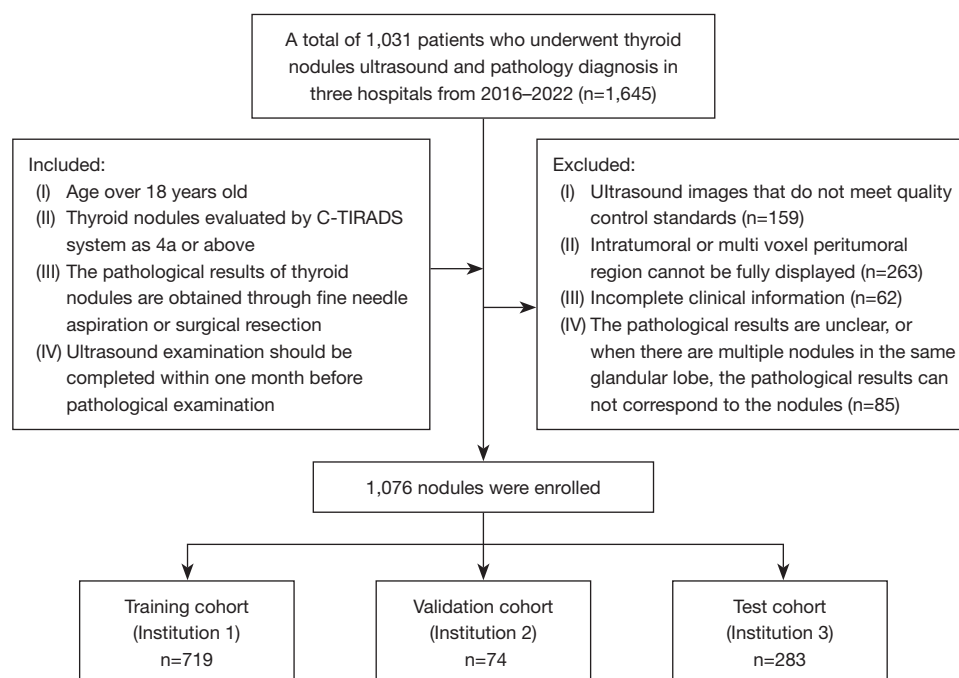 A total of 1,031 patients who underwent thyroid
nodules ultrasound and pathology diagnosis in
three hospitals from 2016–2022 (n=1,645)
Included:
(I) Age over 18 years old
(II) Thyroid nodules evaluated by C-TIRADS
system as 4a or above
(III) The pathological results of thyroid
nodules are obtained through fine needle
aspiration or surgical resection
(IV) Ultrasound examination should be
completed within one month before
pathological examination
Excluded:
(I) Ultrasound images that do not meet quality
control standards (n=159)
(II) Intratumoral or multi voxel peritumoral
region cannot be fully displayed (n=263)
(III) Incomplete clinical information (n=62)
(IV) The pathological results are unclear, or
when there are multiple nodules in the same
glandular lobe, the pathological results can
not correspond to the nodules (n=85)
1,076 nodules were enrolled
Training cohort
(Institution 1)
n=719
Validation cohort
(Institution 2)
n=74
Test cohort
(Institution 3)
n=283